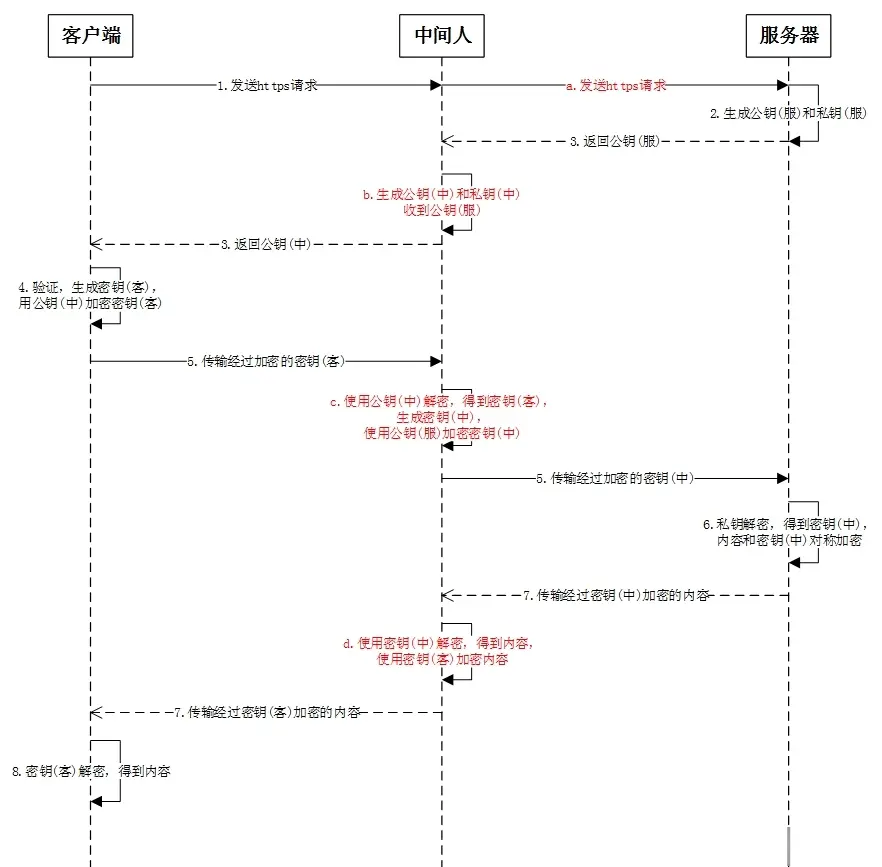 客户端
中间人
服务器
1.发送https请求
a.发送https请求
2.生成公钥(服)和私钥(服)
3.返回公钥(服)
b.生成公钥(中)和私钥(中)
收到公钥(服)
3.返回公钥(中)
4.验证，生成密钥(客)，
用公钥(中)加密密钥(客)
5.传输经过加密的密钥(客)
c.使用公钥(中)解密，得到密钥(客)，
生成密钥(中)，
使用公钥(服)加密密钥(中)
5.传输经过加密的密钥(中)
6.私钥解密，得到密钥(中)，
内容和密钥(中)对称加密
7.传输经过密钥(中)加密的内容
d.使用密钥(中)解密，得到内容，
使用密钥(客)加密内容
7.传输经过密钥(客)加密的内容
8.密钥(客)解密，得到内容